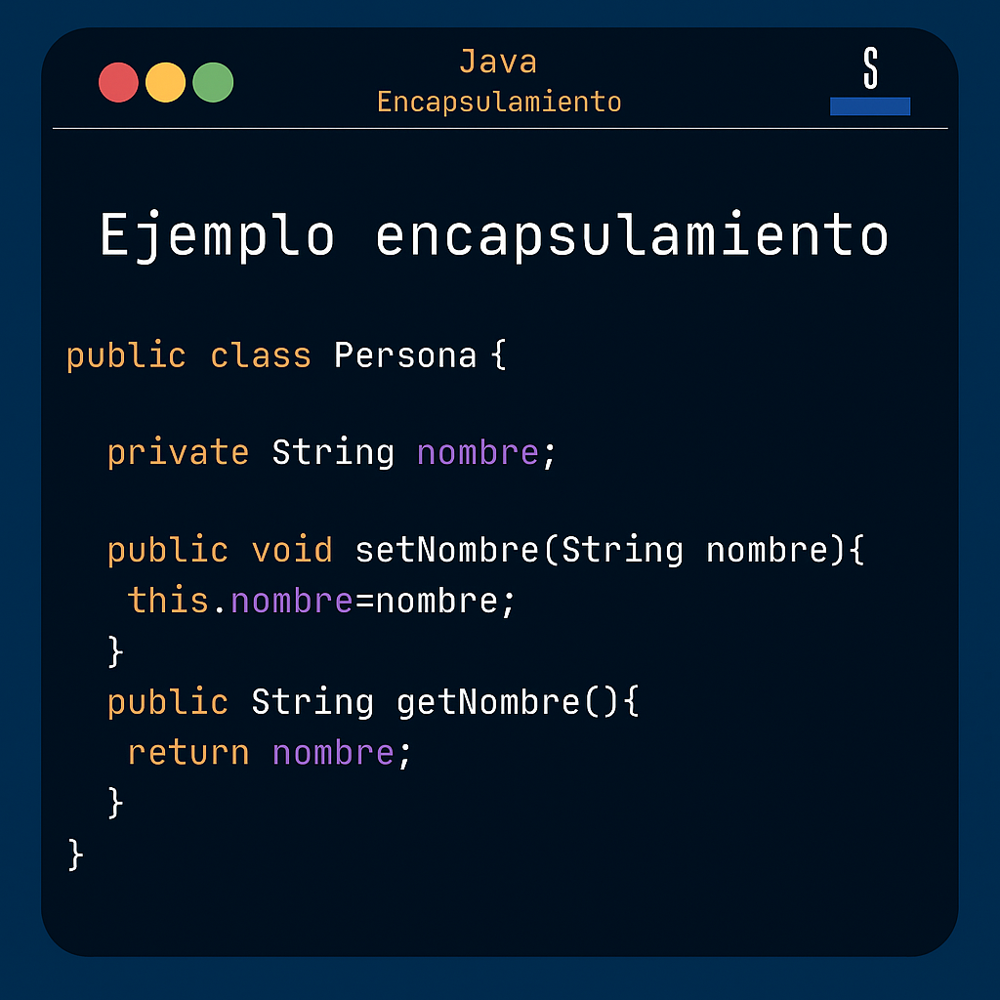 Java
Encapsulamiento
S
Ejemplo encapsulamiento
public class Persona {
private String nombre;
public void setNombre(String nombre){
this.nombre=nombre;
}
public String getNombre(){
return nombre;
}
}